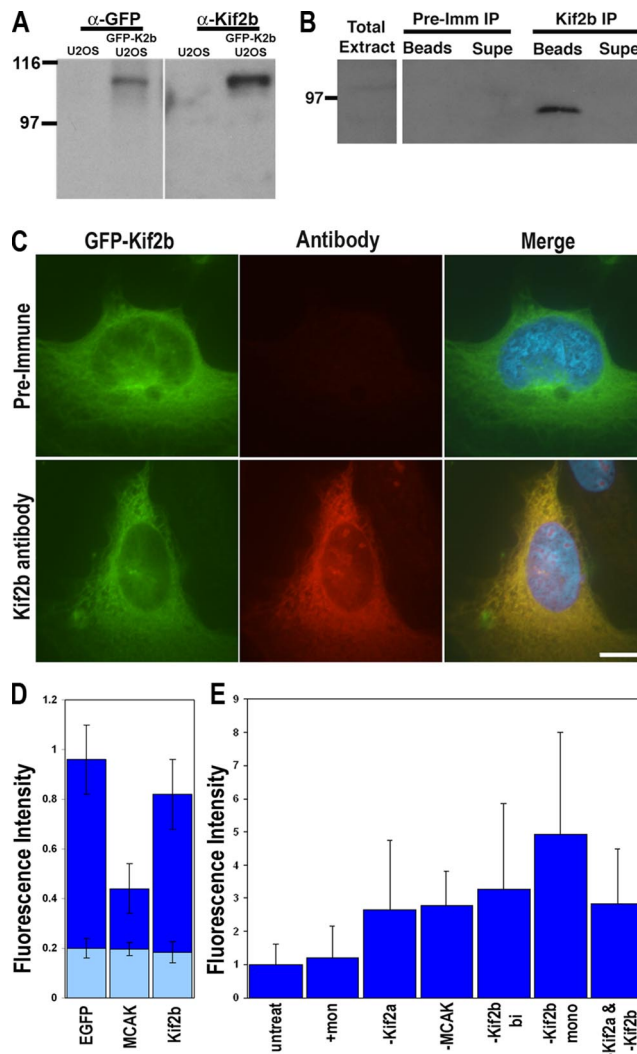 A
α-GFP
α-Kif2b
U2OS
GFP-K2b
U2OS
U2OS
GFP-K2b
U2OS
116
97
B
Total
Extract
Pre-Imm IP
Kif2b IP
Beads
Supe
Beads
Supe
97
C
GFP-Kif2b
Antibody
Merge
Pre-Immune
Kif2b antibody
D
Fluorescence Intensity
1.2
1
0.8
0.6
0.4
0.2
0
EGFP
MCAK
Kif2b
E
Fluorescence Intensity
9
8
7
6
5
4
3
2
1
0
untreat
+mon
-Kif2a
-MCAK
-Kif2b
bi
-Kif2b
mono
-Kif2a &
-Kif2b